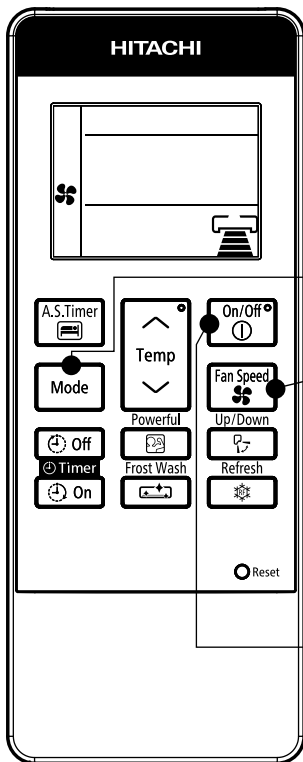 HITACHI
A.S.Timer
Temp
On/Off
Mode
Fan Speed
Powerful
Up/Down
Off
Timer
Frost Wash
Refresh
On
Reset